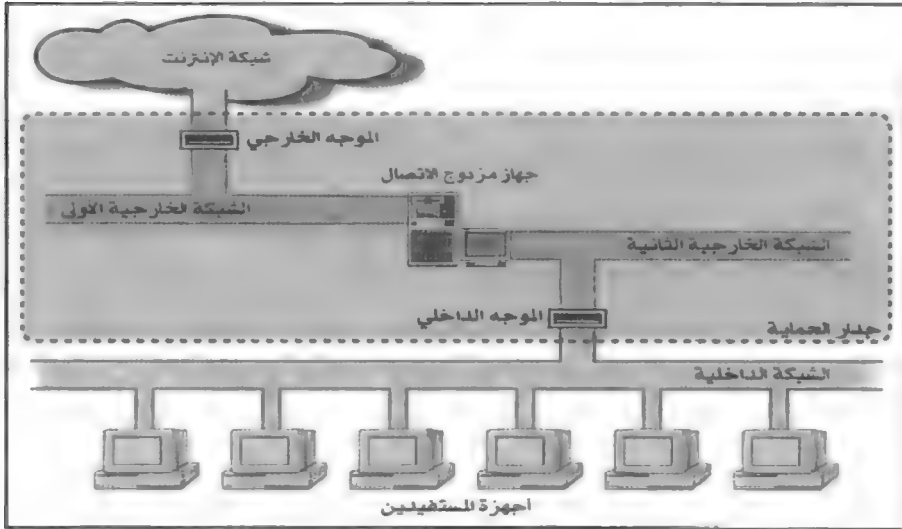 شبكة الإنترنت
الموجه الخارجي
جهاز مزدوج الاتصال
الشبكة الخارجية الأولى
الشبكة الخارجية الثانية
الموجه الداخلي
جدار الحماية
الشبكة الداخلية
أجهزة المستفيدين